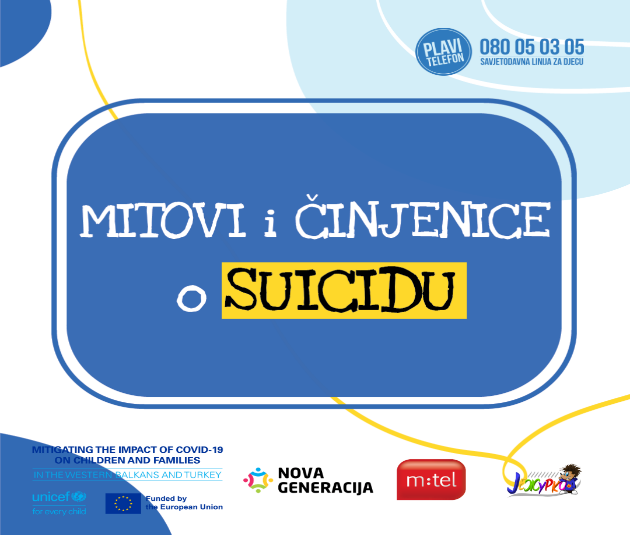 PLAVI
TELEFON
080 05 03 05
SAVJETODAVNA LINIJA ZA DJECU
MITOVI i ČINJENICE
o SUICIDU
MITIGATING THE IMPACT OF COVID-19
ON CHILDREN AND FAMILIES
IN THE WESTERN BALKANS AND TURKEY
unicef
for every child
Funded by
the European Union
NOVA
GENERACIJA
m:tel